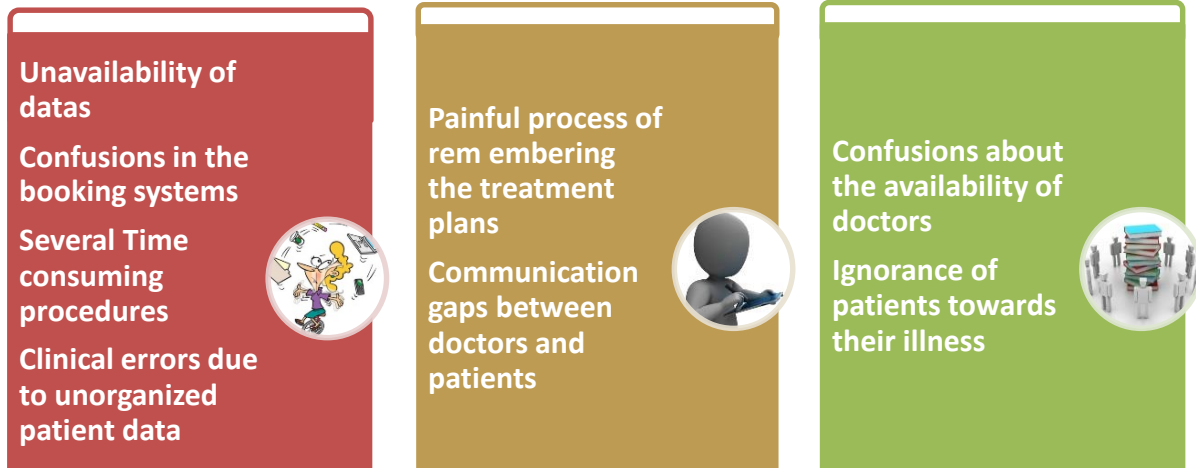 Unavailability of
datas
Confusions in the
booking systems
Several Time
consuming
procedures
Clinical errors due
to unorganized
patient data
Painful process of
rem embering
the treatment
plans
Communication
gaps between
doctors and
patients
Confusions about
the availability of
doctors
Ignorance of
patients towards
their illness